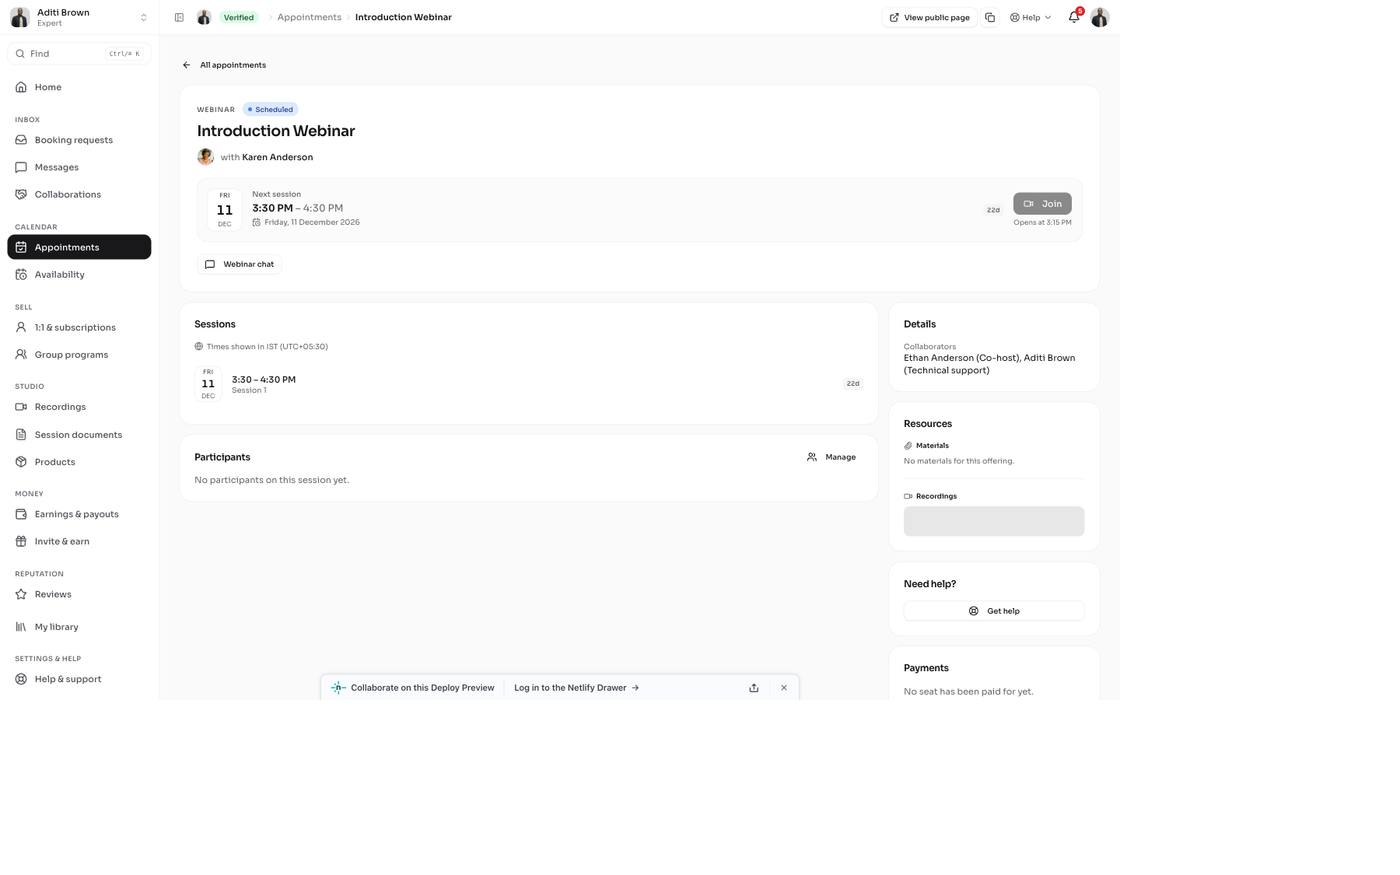 Aditi Brown
Expert
Find
Ctrl/⌘ K
Home
INBOX
Booking requests
Messages
Collaborations
CALENDAR
Appointments
Availability
SELL
1:1 & subscriptions
Group programs
STUDIO
Recordings
Session documents
Products
MONEY
Earnings & payouts
Invite & earn
REPUTATION
Reviews
My library
SETTINGS & HELP
Help & support
Verified
Appointments
Introduction Webinar
View public page
Help
5
All appointments
WEBINAR
Scheduled
Introduction Webinar
with Karen Anderson
FRI
11
DEC
Next session
3:30 PM – 4:30 PM
Friday, 11 December 2026
22d
Join
Opens at 3:15 PM
Webinar chat
Sessions
Times shown in IST (UTC+05:30)
FRI
11
DEC
3:30 – 4:30 PM
Session 1
22d
Participants
Manage
No participants on this session yet.
Details
Collaborators
Ethan Anderson (Co-host), Aditi Brown
(Technical support)
Resources
Materials
No materials for this offering.
Recordings
Need help?
Get help
Payments
No seat has been paid for yet.
Collaborate on this Deploy Preview
Log in to the Netlify Drawer →